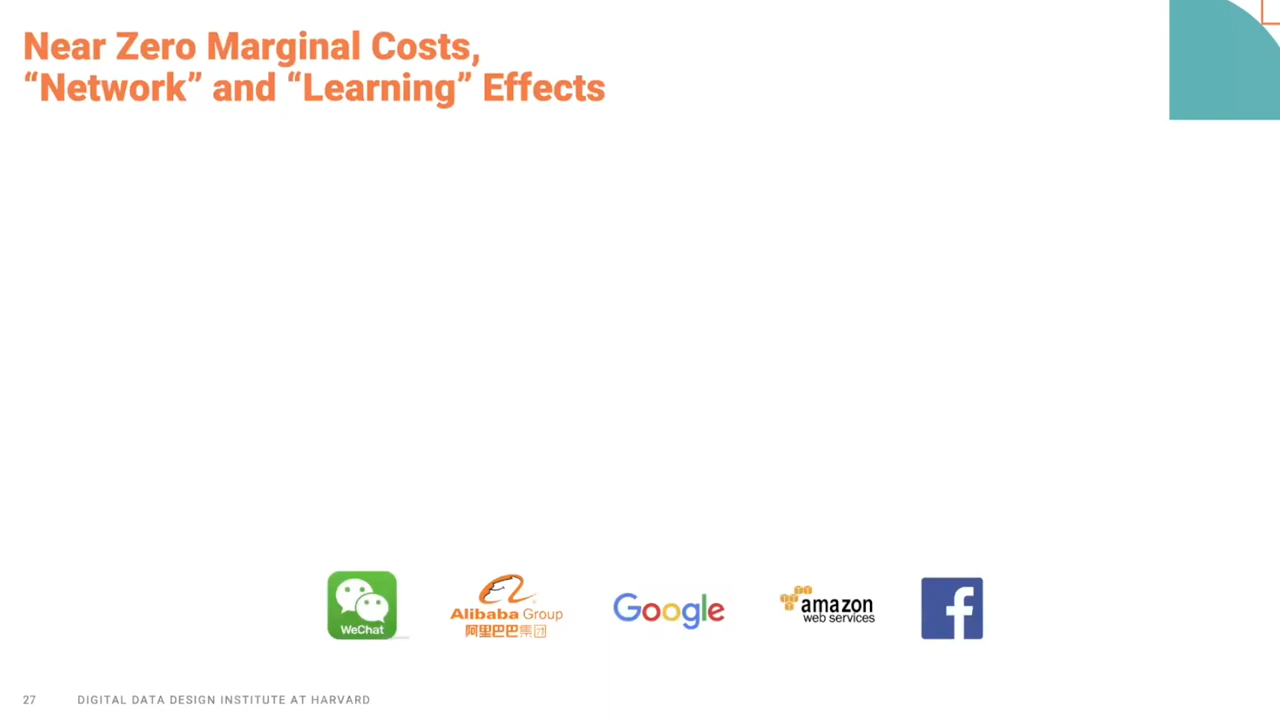 Near Zero Marginal Costs,
“Network” and “Learning” Effects
WeChat
Alibaba Group
阿里巴巴集团
Google
amazon
web services
f
27 DIGITAL DATA DESIGN INSTITUTE AT HARVARD